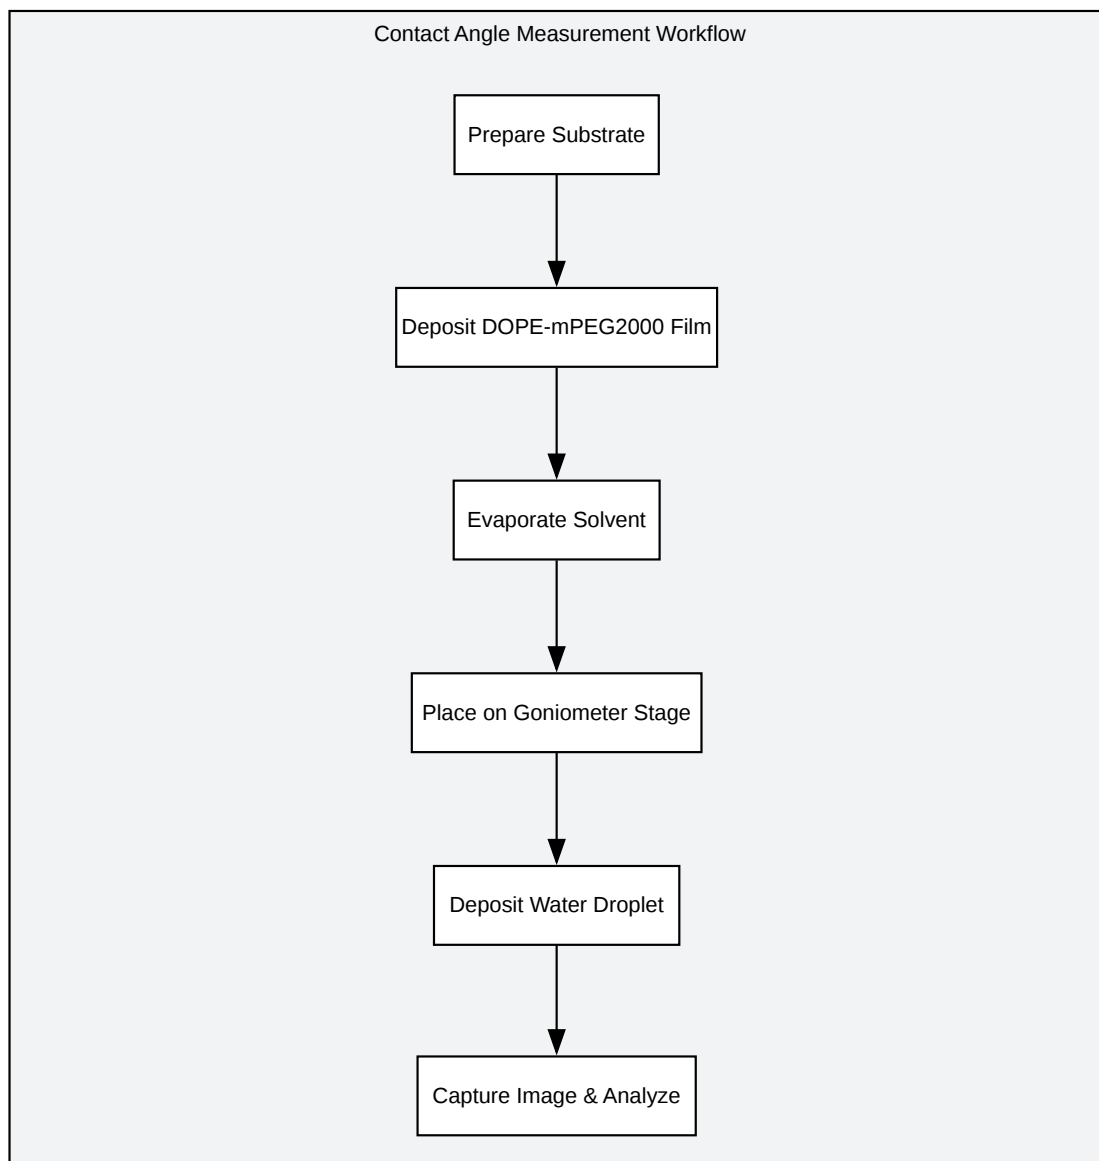 Contact Angle Measurement Workflow
Prepare Substrate
Deposit DOPE-mPEG2000 Film
Evaporate Solvent
Place on Goniometer Stage
Deposit Water Droplet
Capture Image & Analyze